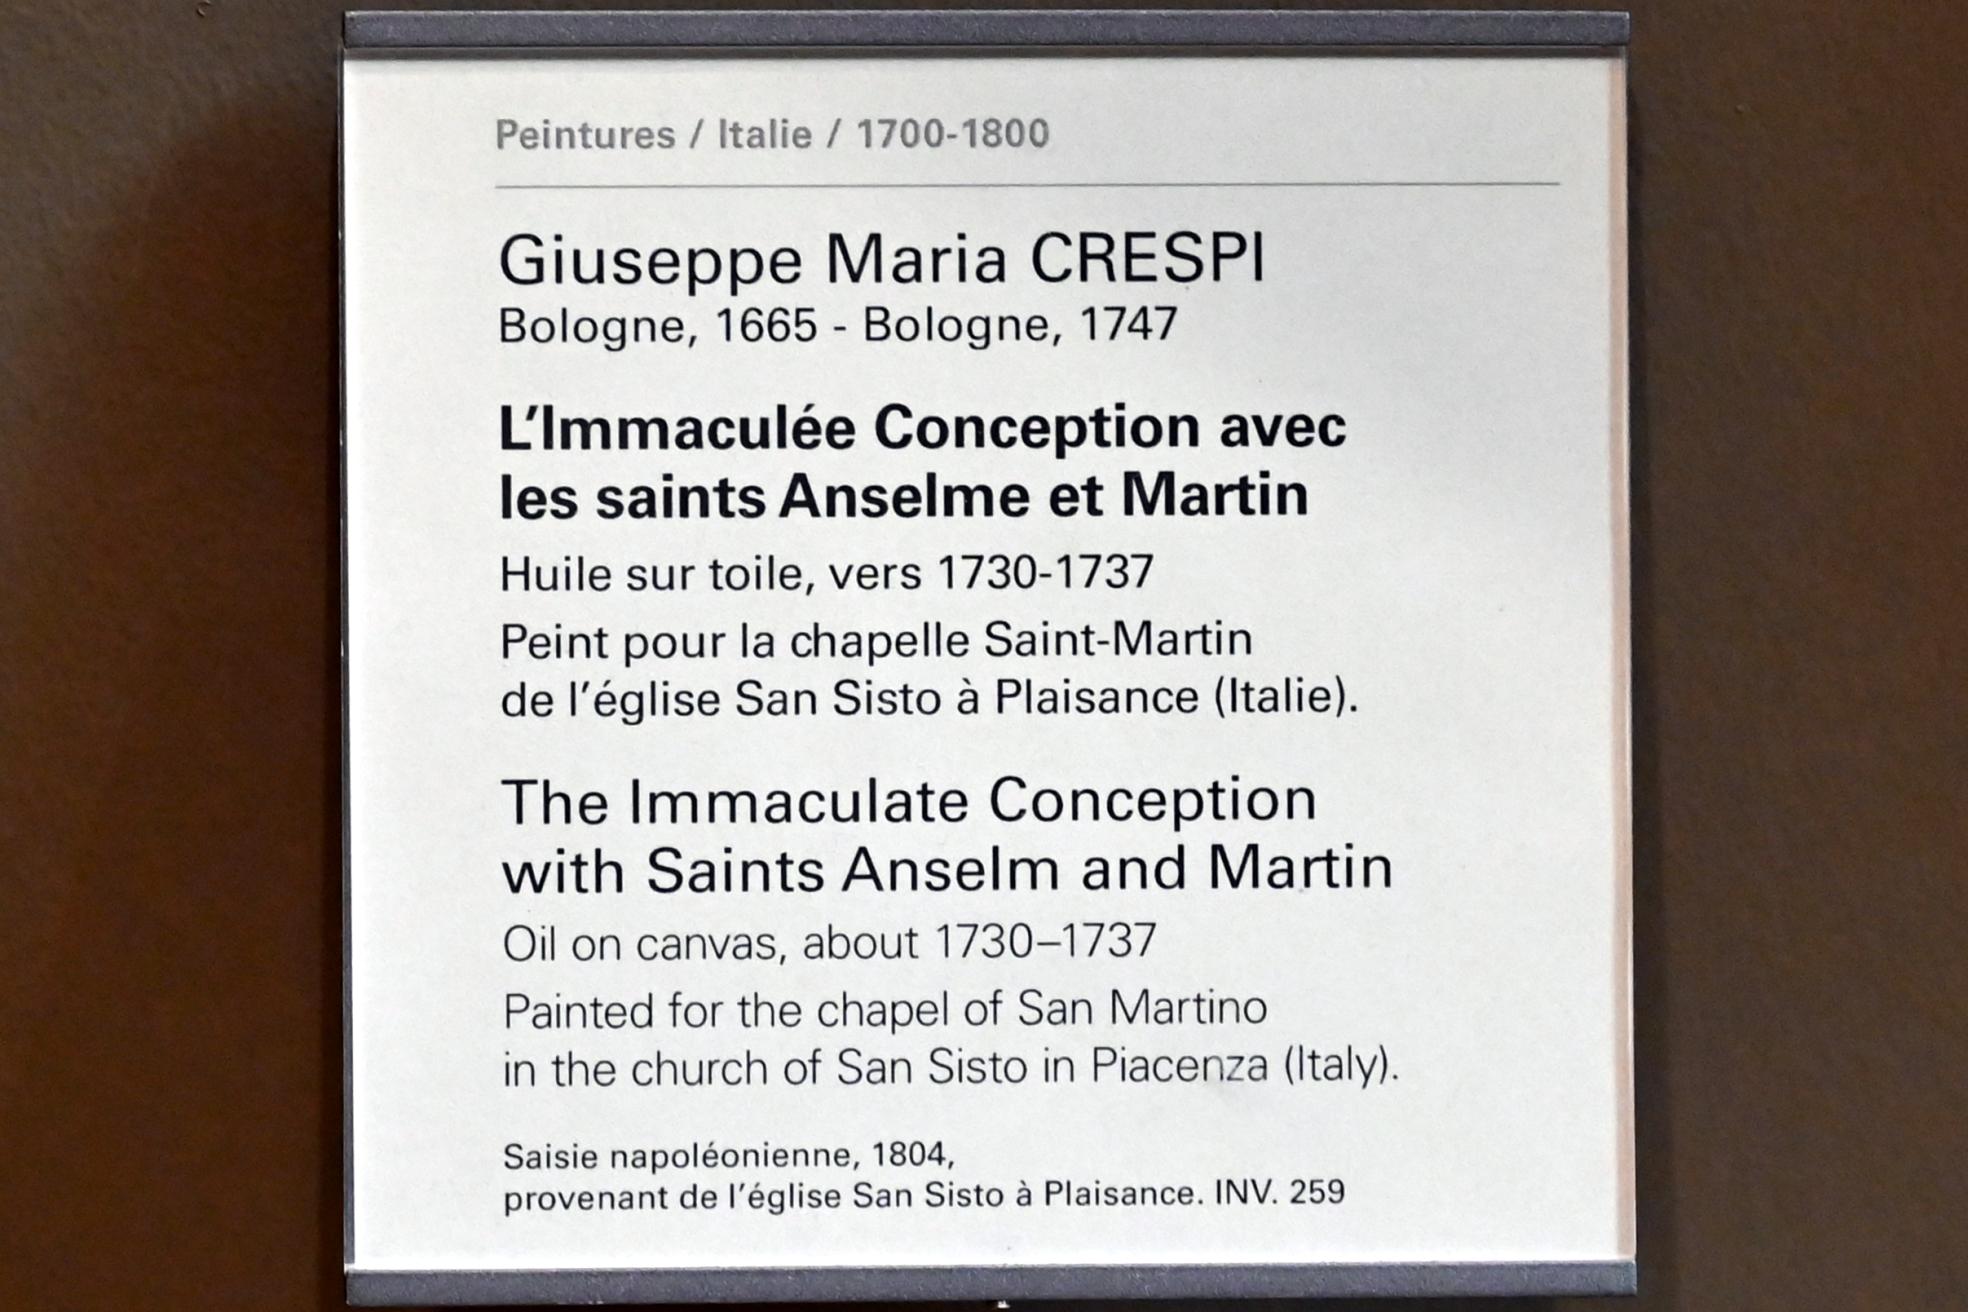 Peintures / Italie / 1700-1800
Giuseppe Maria CRESPI
Bologne, 1665 - Bologne, 1747
L'Immaculée Conception avec
les saints Anselme et Martin
Huile sur toile, vers 1730-1737
Peint pour la chapelle Saint-Martin
de l'église San Sisto à Plaisance (Italie).
The Immaculate Conception
with Saints Anselm and Martin
Oil on canvas, about 1730–1737
Painted for the chapel of San Martino
in the church of San Sisto in Piacenza (Italy).
Saisie napoléonienne, 1804,
provenant de l'église San Sisto à Plaisance. INV. 259